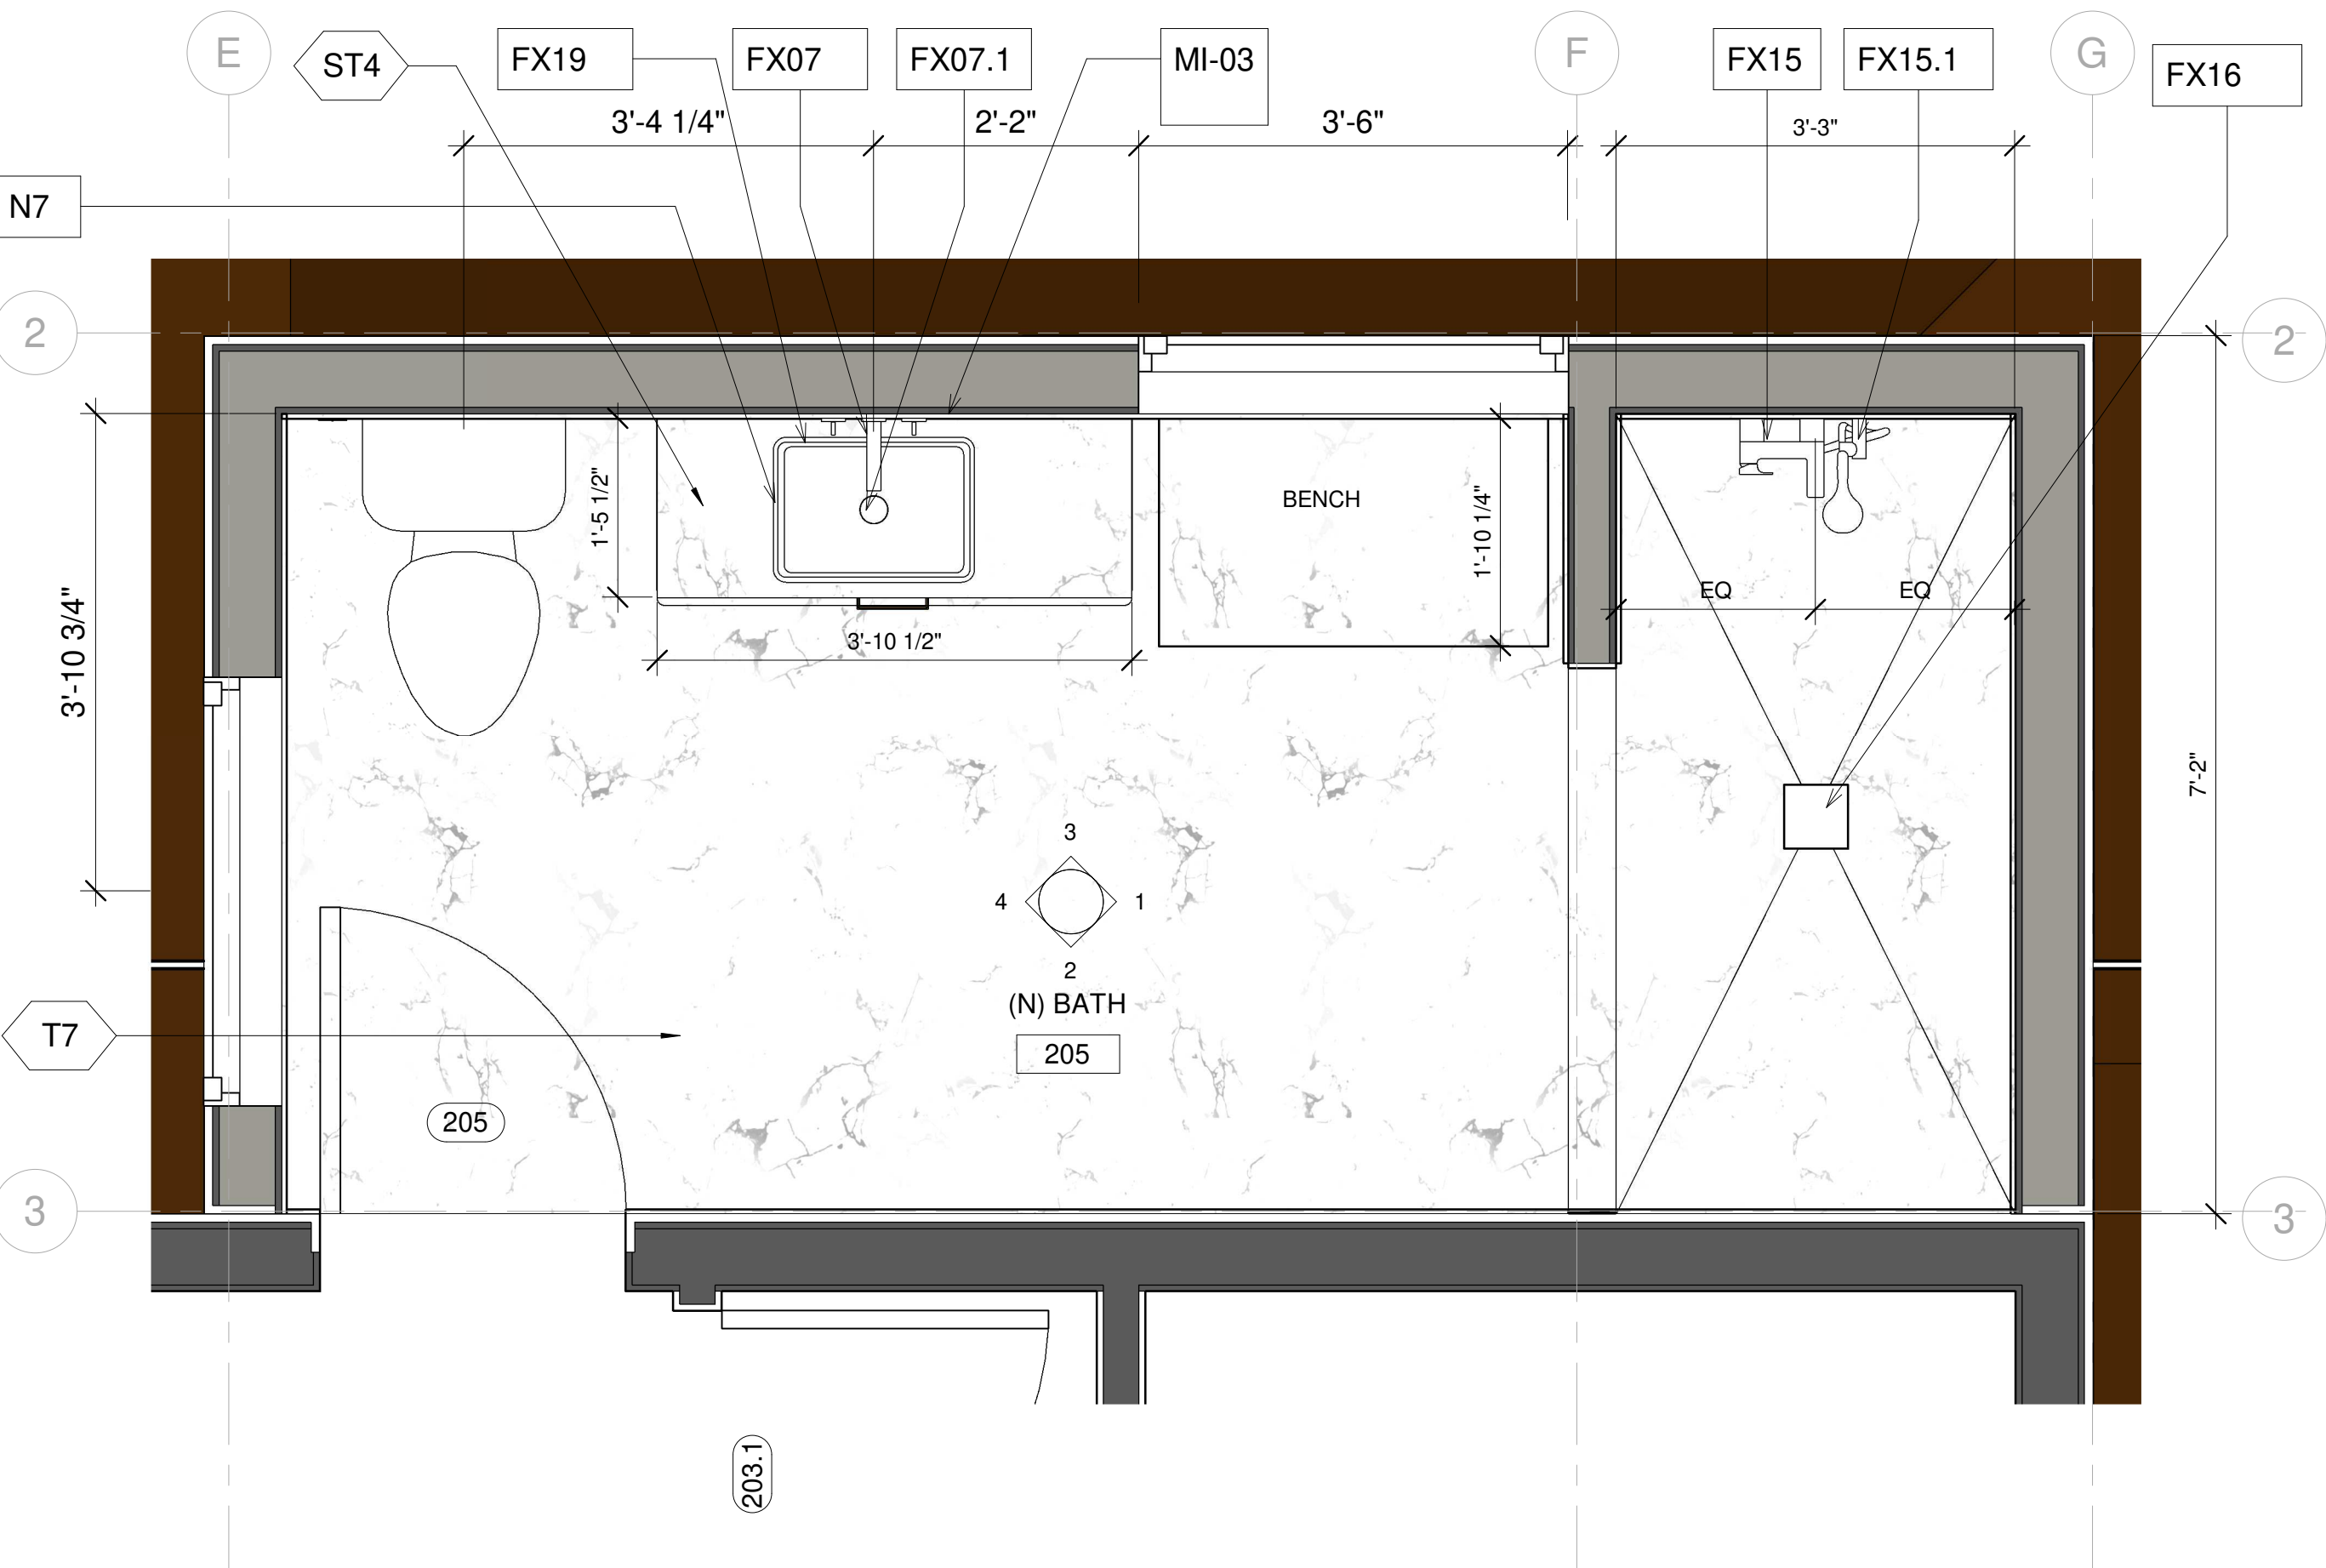 E
ST4
FX19
FX07
FX07.1
MI-03
F
FX15
FX15.1
G
FX16
3'-4 1/4"
2'-2"
3'-6"
3'-3"
N7
2
2
1'-5 1/2"
BENCH
1'-10 1/4"
EQ
EQ
3'-10 3/4"
3'-10 1/2"
7'-2"
3
4
1
2
(N) BATH
T7
205
205
3
3
203.1